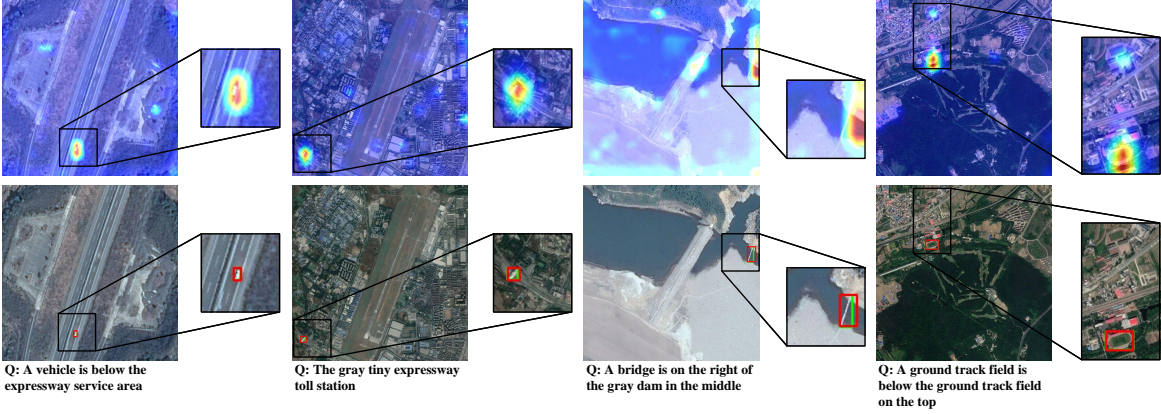 Q: A vehicle is below the
expressway service area
Q: The gray tiny expressway
toll station
Q: A bridge is on the right of
the gray dam in the middle
Q: A ground track field is
below the ground track field
on the top